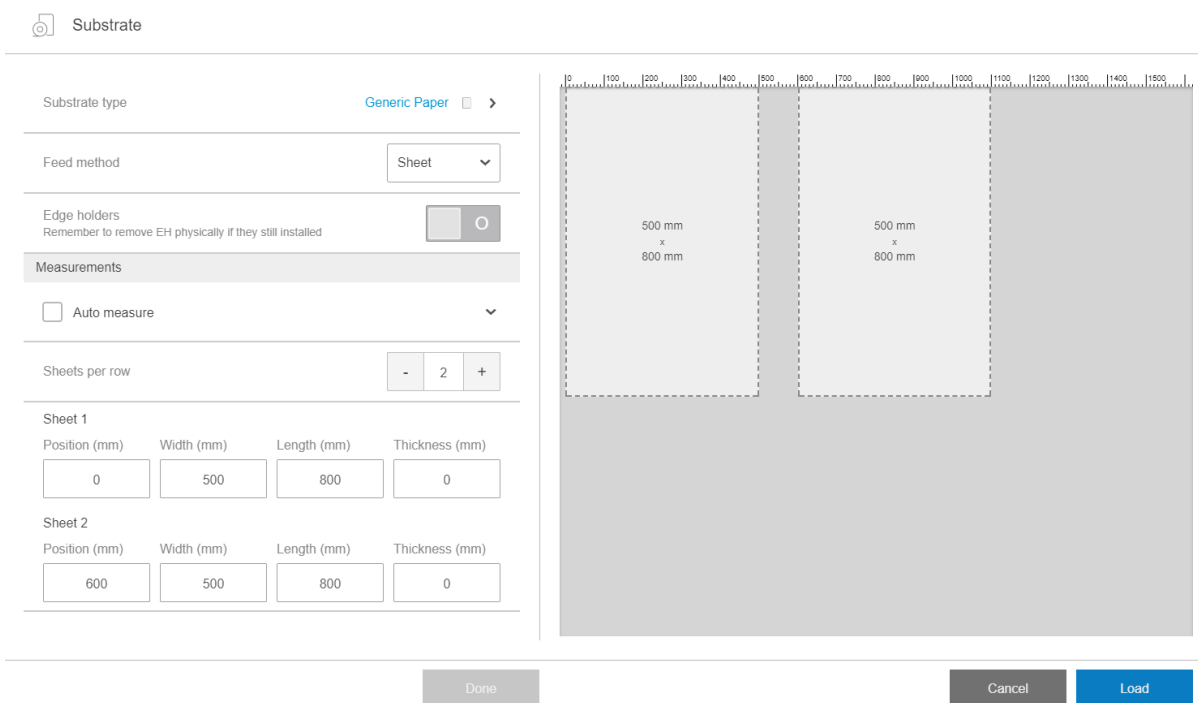 Substrate
Substrate type
Generic Paper
Feed method
Sheet
Edge holders
Remember to remove EH physically if they still installed
O
Measurements
Auto measure
Sheets per row
- 2 +
Sheet 1
Position (mm) Width (mm) Length (mm) Thickness (mm)
0 500 800 0
Sheet 2
Position (mm) Width (mm) Length (mm) Thickness (mm)
600 500 800 0
0 100 200 300 400 500 600 700 800 900 1000 1100 1200 1300 1400 1500
500 mm
x
800 mm
500 mm
x
800 mm
Done
Cancel
Load